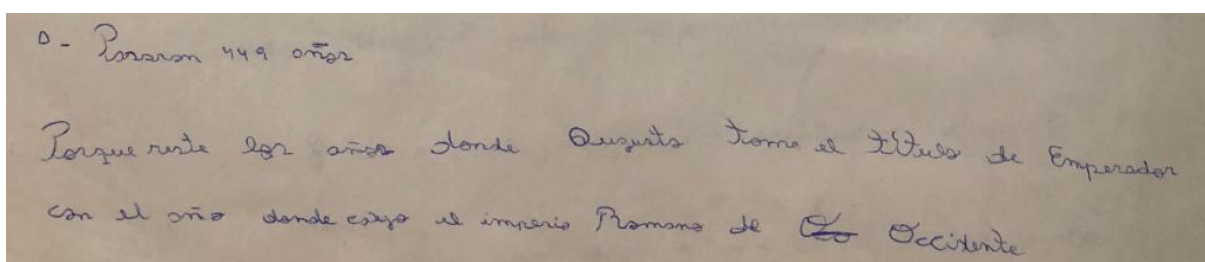 D- Pasaron 449 años
Porque reste los años donde Augusto tomo el título de Emperador
con el año donde cayo el imperio Romano de Occidente